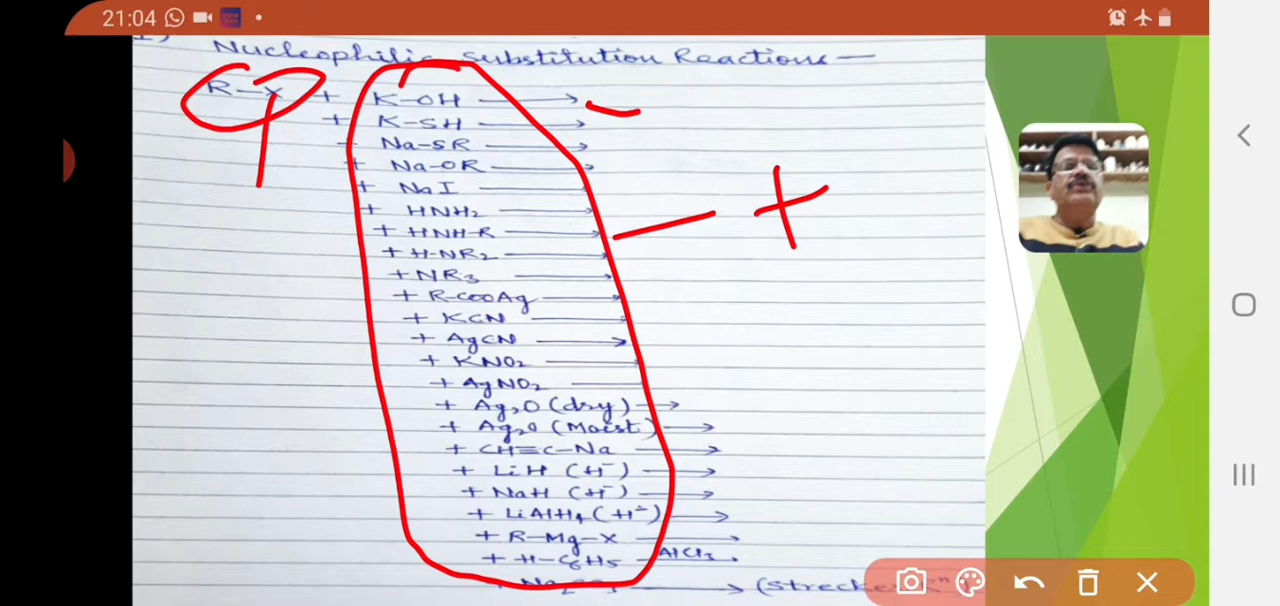 21:04
Nucleophilic Substitution Reactions —
R-X + K-OH →
+ K-SH →
+ Na-SR →
+ Na-OR →
+ NaI →
+ HNH₂ →
+ HNH-R →
+ H-NR₂ →
+ NR₃ →
+ R-COOAg →
+ KCN →
+ AgCN →
+ KNO₂ →
+ AgNO₂ →
+ Ag₂O (dry) →
+ Ag₂O (Moist) →
+ CH≡C-Na →
+ LiH (H⁻) →
+ NaH (H⁻) →
+ LiAlH₄ (H⁻) →
+ R-Mg-X →
+ H-C₆H₅ AlCl₃ →